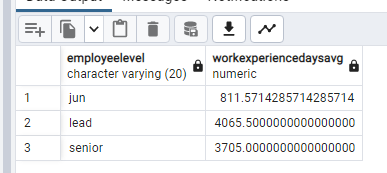 Data Output Messages Notifications
employeelevel workexperiencedaysavg
character varying (20) numeric
1 jun 811.5714285714285714
2 lead 4065.5000000000000000
3 senior 3705.0000000000000000